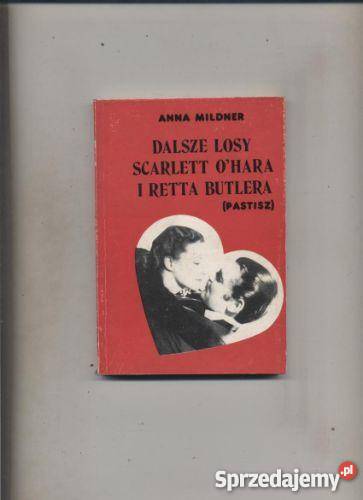 ANNA MILDNER
DALSZE LOSY
SCARLETT O'HARA
I RETTA BUTLERA
(PASTISZ)
Sprzedajemy.pl